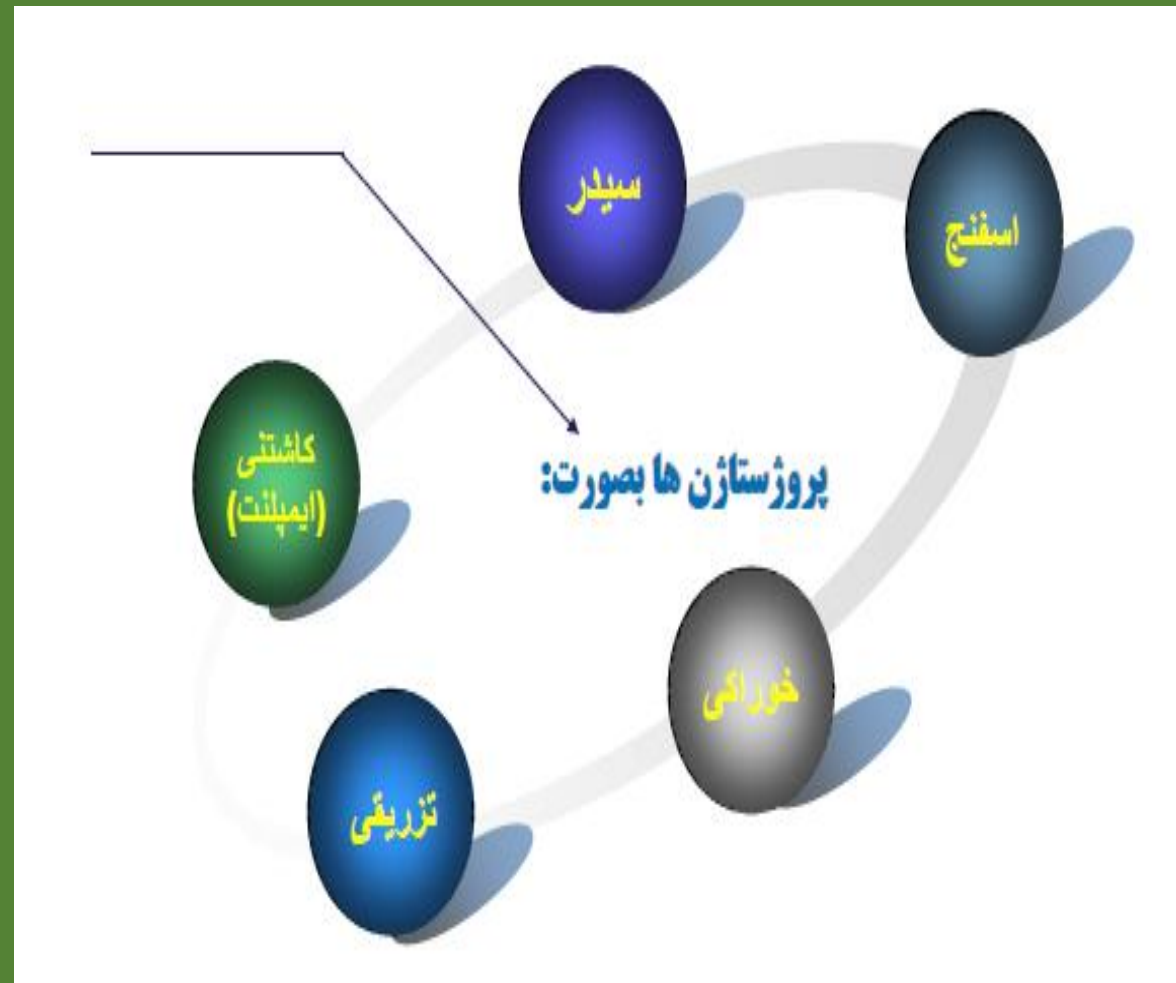 سیدر
اسفنج
کاشتنی
(ایمپلنت)
پروژستاژن ها بصورت:
خوراکی
تزریقی